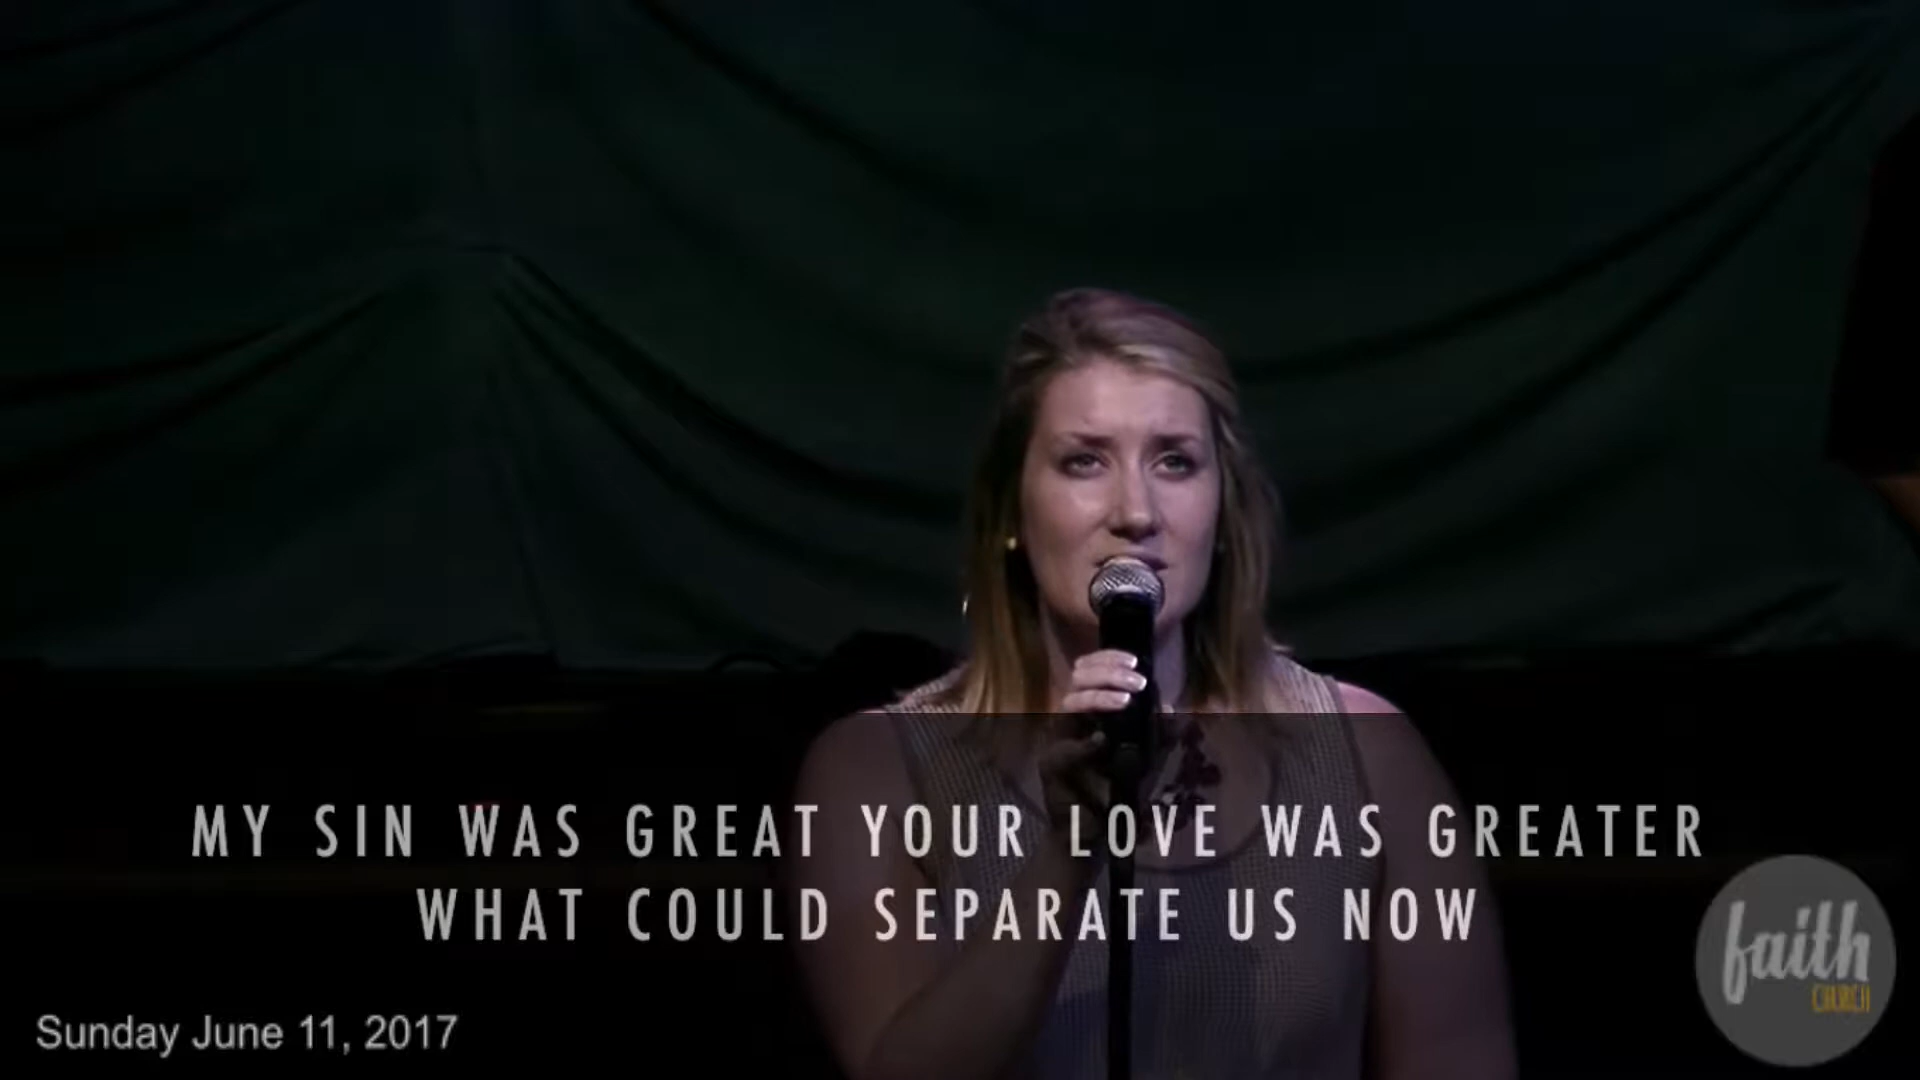 MY SIN WAS GREAT YOUR LOVE WAS GREATER
WHAT COULD SEPARATE US NOW
faith
CHURCH
Sunday June 11, 2017